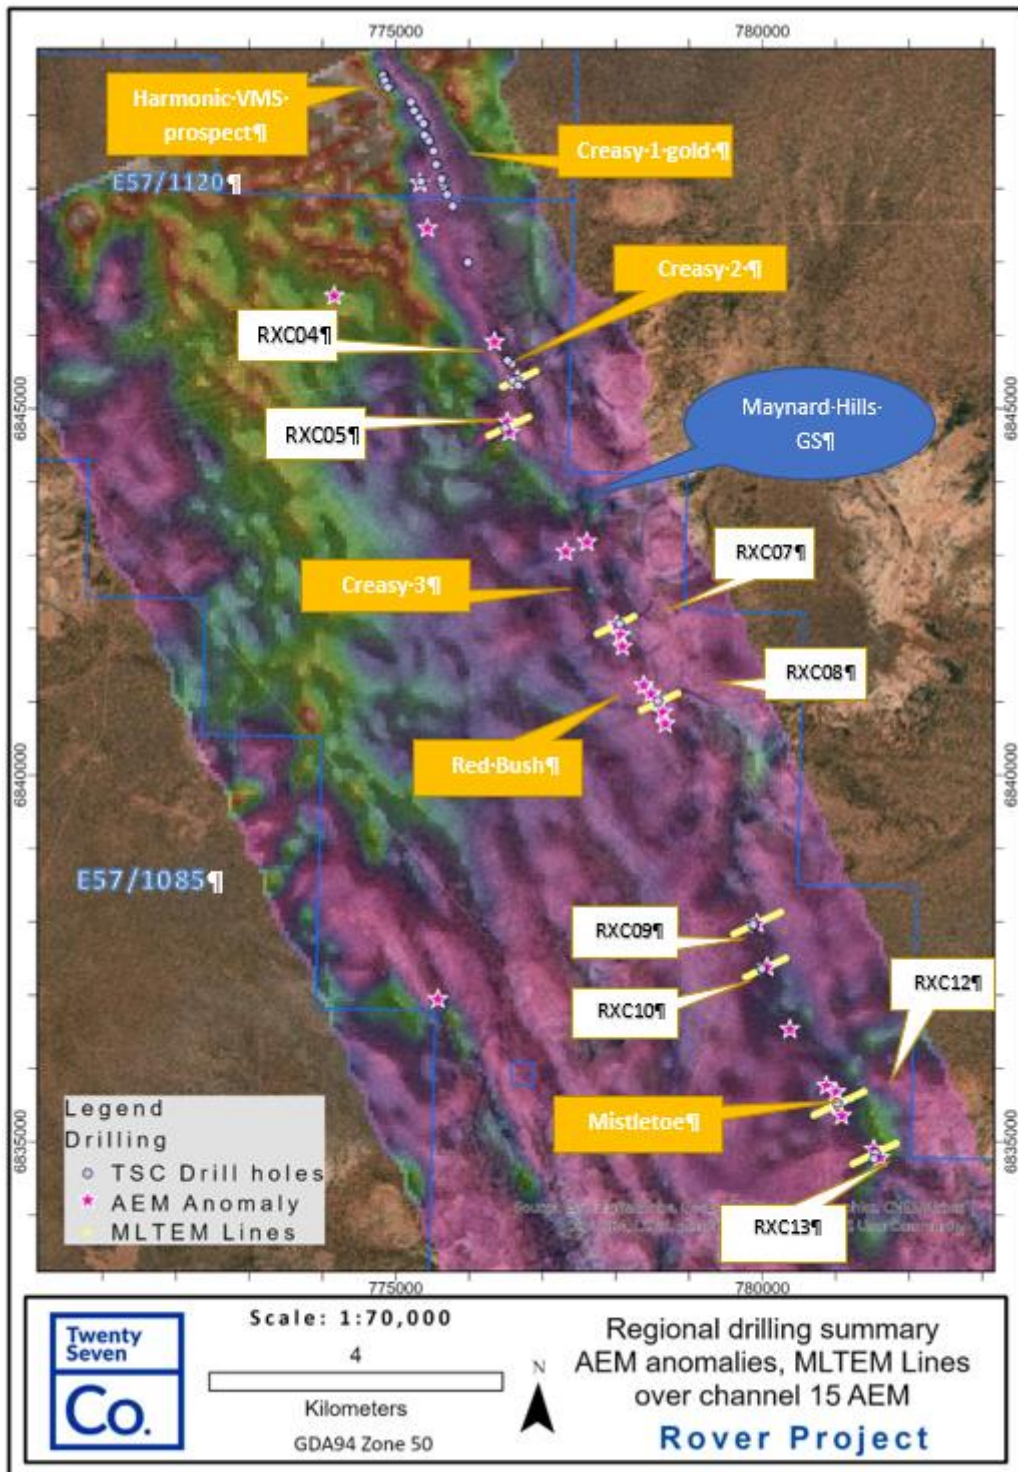 775000
780000
Harmonic·VMS·
prospect¶
Creasy·1·gold·¶
E57/1120¶
Creasy·2·¶
RXC04¶
6845000
6845000
Maynard·Hills·
GS¶
RXC05¶
RXC07¶
Creasy·3¶
RXC08¶
Red·Bush¶
6840000
6840000
E57/1085¶
RXC09¶
RXC12¶
RXC10¶
Mistletoe¶
Legend
Drilling
TSC Drill holes
AEM Anomaly
MLTEM Lines
6835000
6835000
RXC13¶
775000
780000
Twenty
Seven
Co.
Scale: 1:70,000
4
Kilometers
GDA94 Zone 50
N
Regional drilling summary
AEM anomalies, MLTEM Lines
over channel 15 AEM
Rover Project